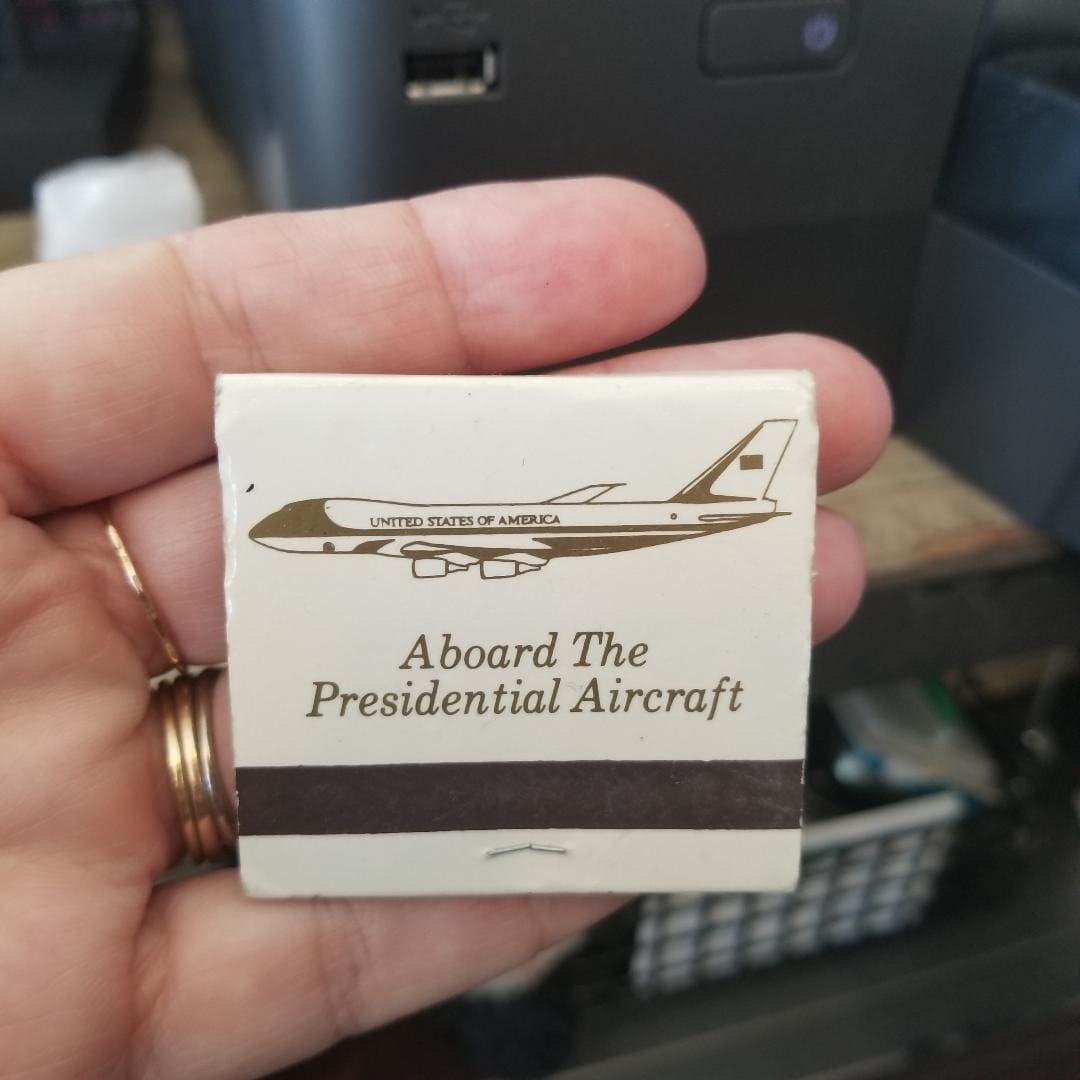 UNITED STATES OF AMERICA
Aboard The
Presidential Aircraft